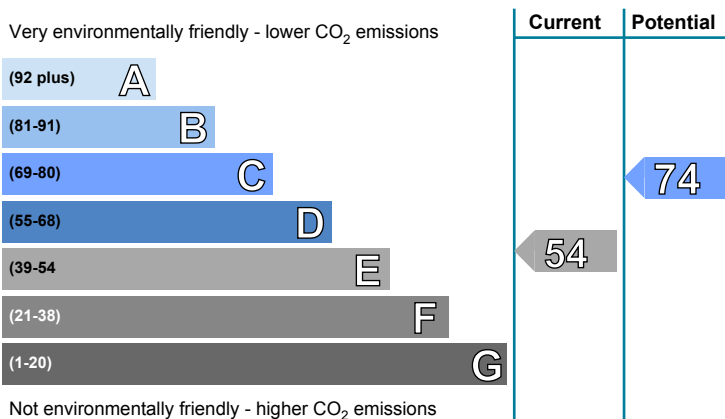 Current Potential
Very environmentally friendly - lower CO2 emissions
(92 plus) A
(81-91) B
(69-80) C
74
(55-68) D
54
(39-54 E
(21-38) F
(1-20) G
Not environmentally friendly - higher CO2 emissions